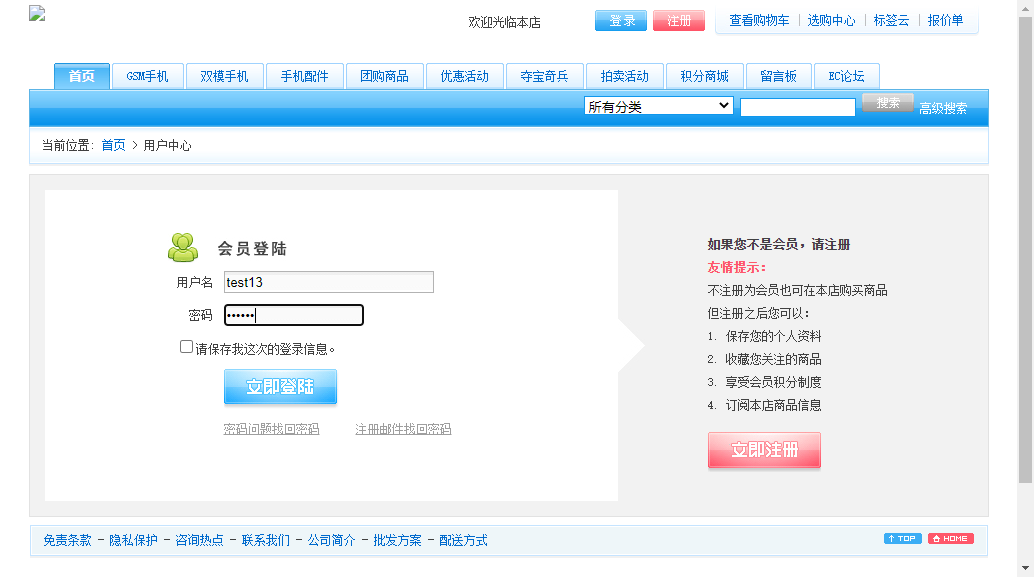 欢迎光临本店 登录 注册 查看购物车 | 选购中心 | 标签云 | 报价单
首页 GSM手机 双模手机 手机配件 团购商品 优惠活动 夺宝奇兵 拍卖活动 积分商城 留言板 EC论坛
所有分类 搜索 高级搜索
当前位置: 首页 > 用户中心
会员登陆
用户名 test13
密码 ••••••
请保存我这次的登录信息。
立即登陆
密码问题找回密码 注册邮件找回密码
如果您不是会员，请注册
友情提示：
不注册为会员也可在本店购买商品
但注册之后您可以：
1. 保存您的个人资料
2. 收藏您关注的商品
3. 享受会员积分制度
4. 订阅本店商品信息
立即注册
免责条款 - 隐私保护 - 咨询热点 - 联系我们 - 公司简介 - 批发方案 - 配送方式 TOP HOME